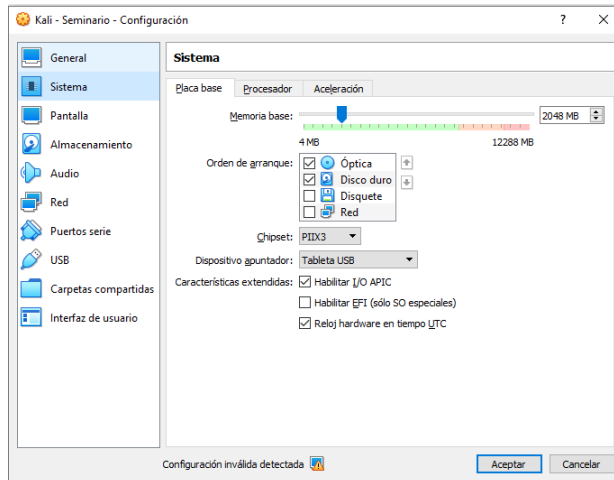 Kali - Seminario - Configuración
General
Sistema
Pantalla
Almacenamiento
Audio
Red
Puertos serie
USB
Carpetas compartidas
Interfaz de usuario
Sistema
Placa base Procesador Aceleración
Memoria base: 2048 MB
4 MB 12288 MB
Orden de arranque: Óptica
Disco duro
Disquete
Red
Chipset: PIIX3
Dispositivo apuntador: Tableta USB
Características extendidas: Habilitar I/O APIC
Habilitar EFI (sólo SO especiales)
Reloj hardware en tiempo UTC
Configuración inválida detectada Aceptar Cancelar